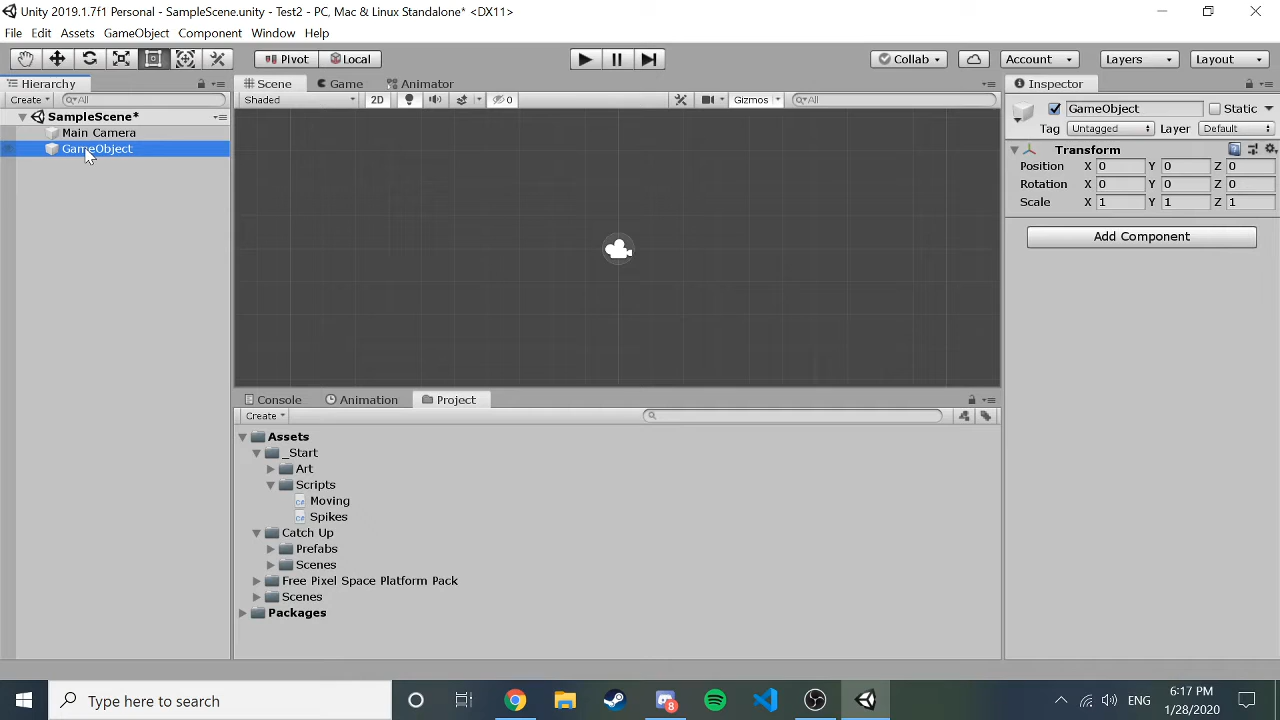 Unity 2019.1.7f1 Personal - SampleScene.unity - Test2 - PC, Mac & Linux Standalone* <DX11>
File Edit Assets GameObject Component Window Help
Pivot Local Collab Account Layers Layout
Hierarchy Scene Game Animator Inspector
Create All Shaded 2D 0 Gizmos All
GameObject Static
SampleScene*
Main Camera
Tag Untagged Layer Default
GameObject
Transform
Position X 0 Y 0 Z 0
Rotation X 0 Y 0 Z 0
Scale X 1 Y 1 Z 1
Add Component
Console Animation Project
Create
Assets
_Start
Art
Scripts
C# Moving
C# Spikes
Catch Up
Prefabs
Scenes
Free Pixel Space Platform Pack
Scenes
Packages
Type here to search
8
ENG
6:17 PM
1/28/2020